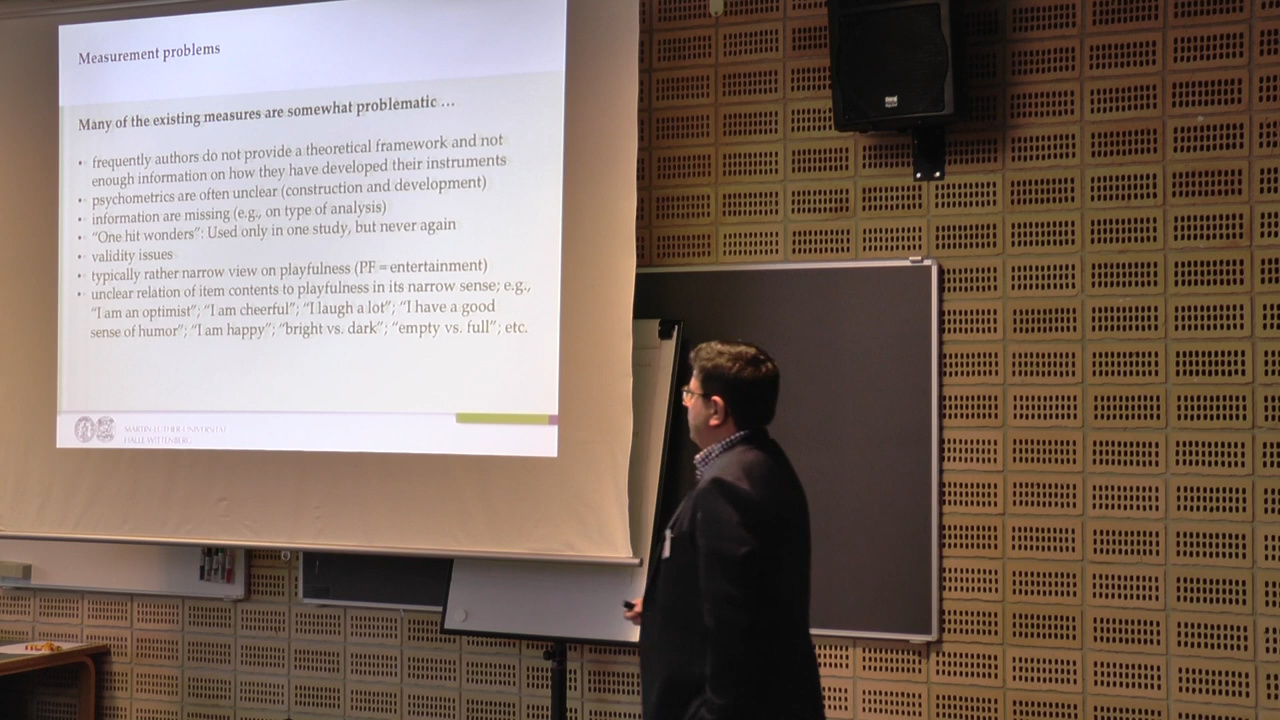 Measurement problems
Many of the existing measures are somewhat problematic …
• frequently authors do not provide a theoretical framework and not
enough information on how they have developed their instruments
• psychometrics are often unclear (construction and development)
• information are missing (e.g., on type of analysis)
• “One hit wonders”: Used only in one study, but never again
• validity issues
• typically rather narrow view on playfulness (PF = entertainment)
• unclear relation of item contents to playfulness in its narrow sense; e.g.,
“I am an optimist”; “I am cheerful”; “I laugh a lot”; “I have a good
sense of humor”; “I am happy”; “bright vs. dark”; “empty vs. full”; etc.
MARTIN-LUTHER-UNIVERSITÄT
HALLE-WITTENBERG